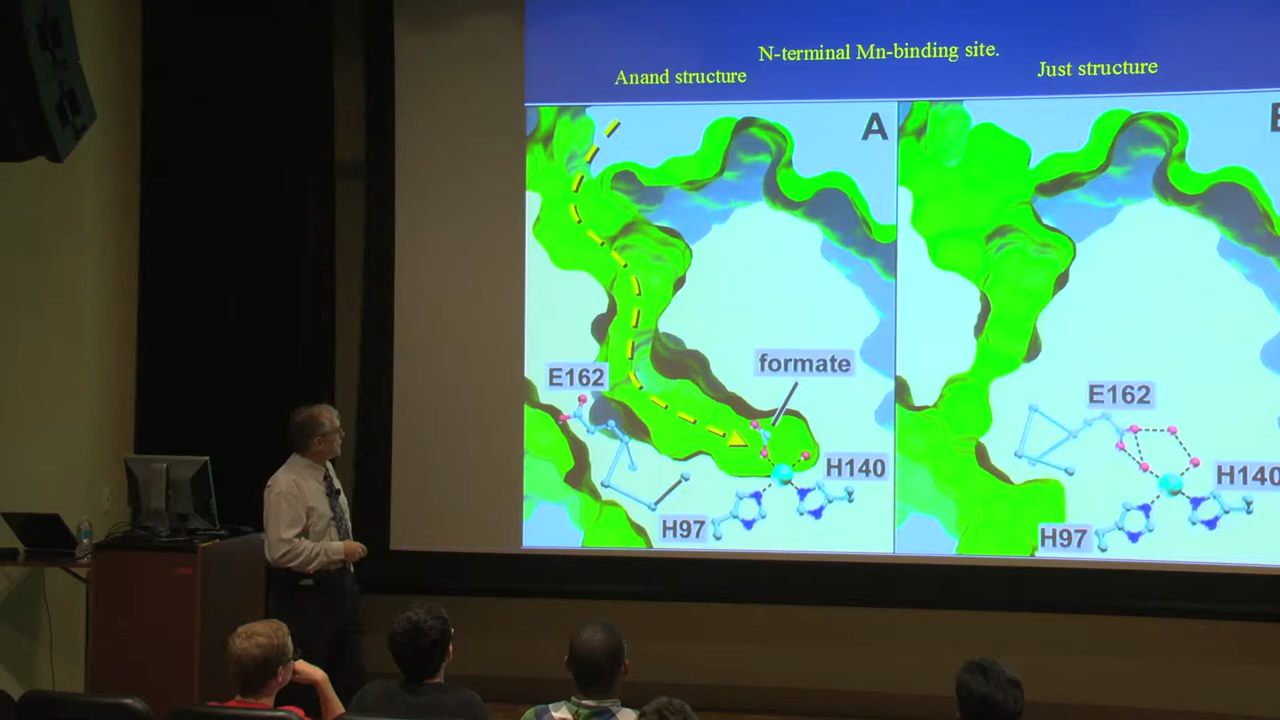 N-terminal Mn-binding site.
Anand structure
Just structure
A
formate
E162
H140
H97
E162
H140
H97